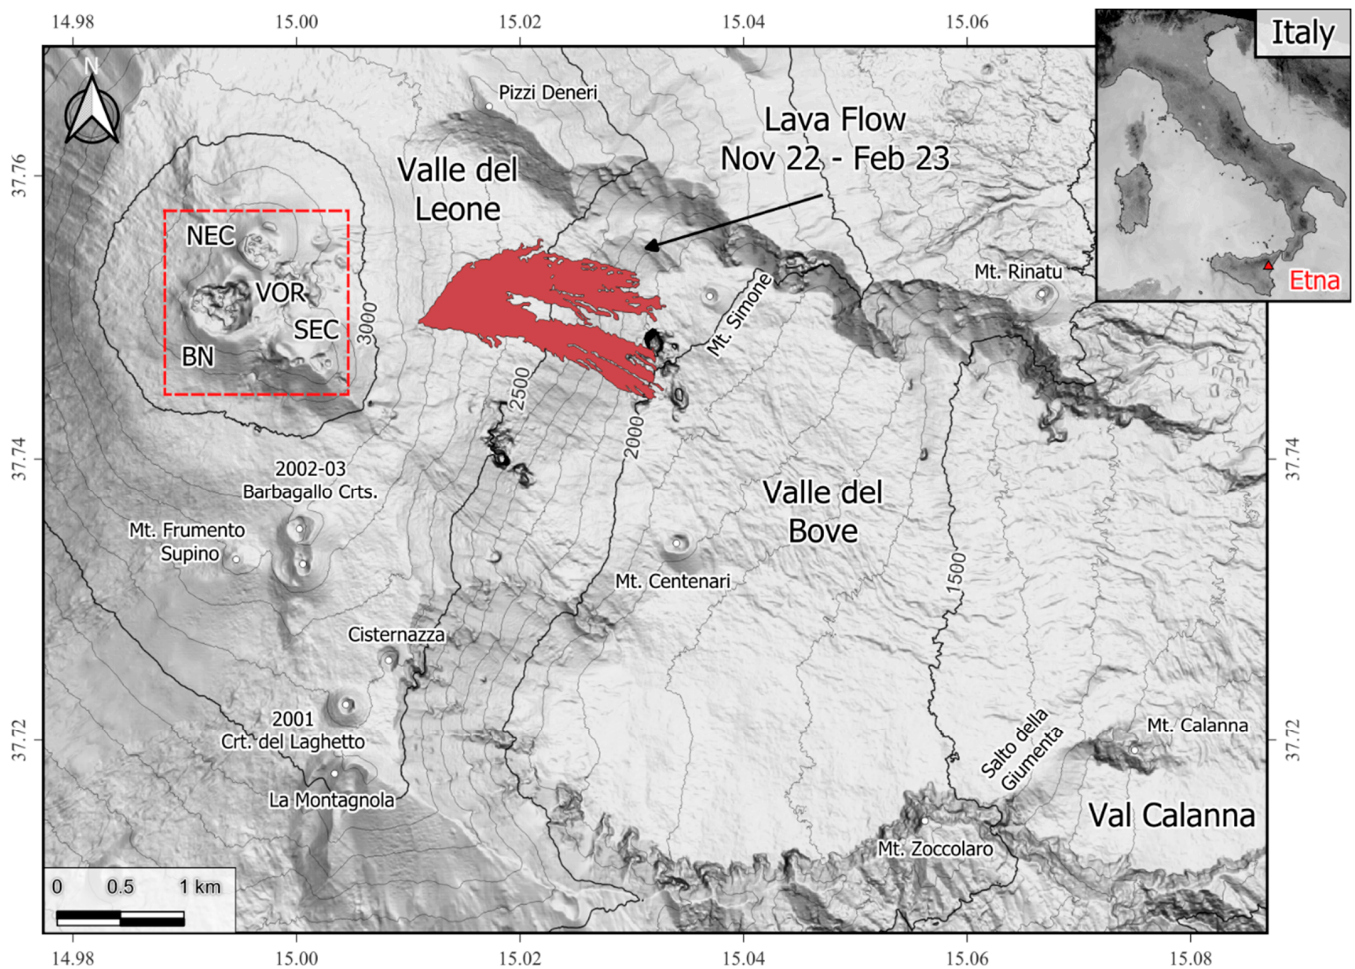 14.98
15.00
15.02
15.04
15.06
Italy
N
Pizzi Deneri
Lava Flow
Nov 22 - Feb 23
37.76
Valle del
Leone
NEC
VOR
SEC
BN
3000
Mt. Simone
Mt. Rinatu
Etna
2500
2000
37.74
37.74
2002-03
Barbagallo Crts.
Mt. Frumento
Supino
Valle del
Bove
Mt. Centenari
1500
Cisternazza
2001
Crt. del Laghetto
La Montagnola
37.72
37.72
Salto della
Giumenta
Mt. Calanna
Val Calanna
Mt. Zoccolaro
0 0.5 1 km
14.98
15.00
15.02
15.04
15.06
15.08